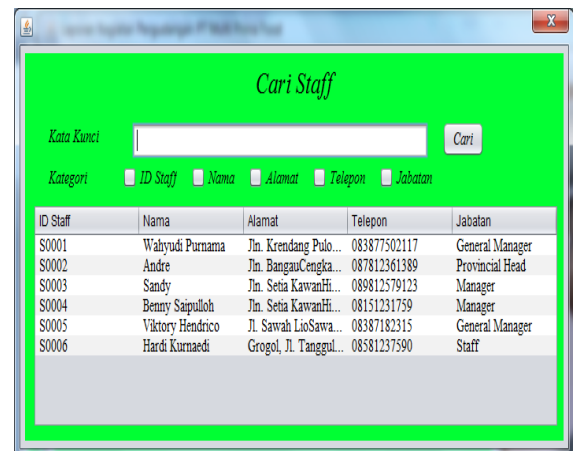 Cari Staff
Kata Kunci Cari
Kategori ID Staff Nama Alamat Telepon Jabatan
ID Staff Nama Alamat Telepon Jabatan
S0001 Wahyudi Purnama Jln. Krendang Pulo... 083877502117 General Manager
S0002 Andre Jln. BangauCengka... 087812361389 Provincial Head
S0003 Sandy Jln. Setia KawanHi... 089812579123 Manager
S0004 Benny Saipulloh Jln. Setia KawanHi... 08151231759 Manager
S0005 Viktory Hendrico Jl. Sawah LioSawa... 08387182315 General Manager
S0006 Hardi Kurnaedi Grogol, Jl. Tanggul... 08581237590 Staff